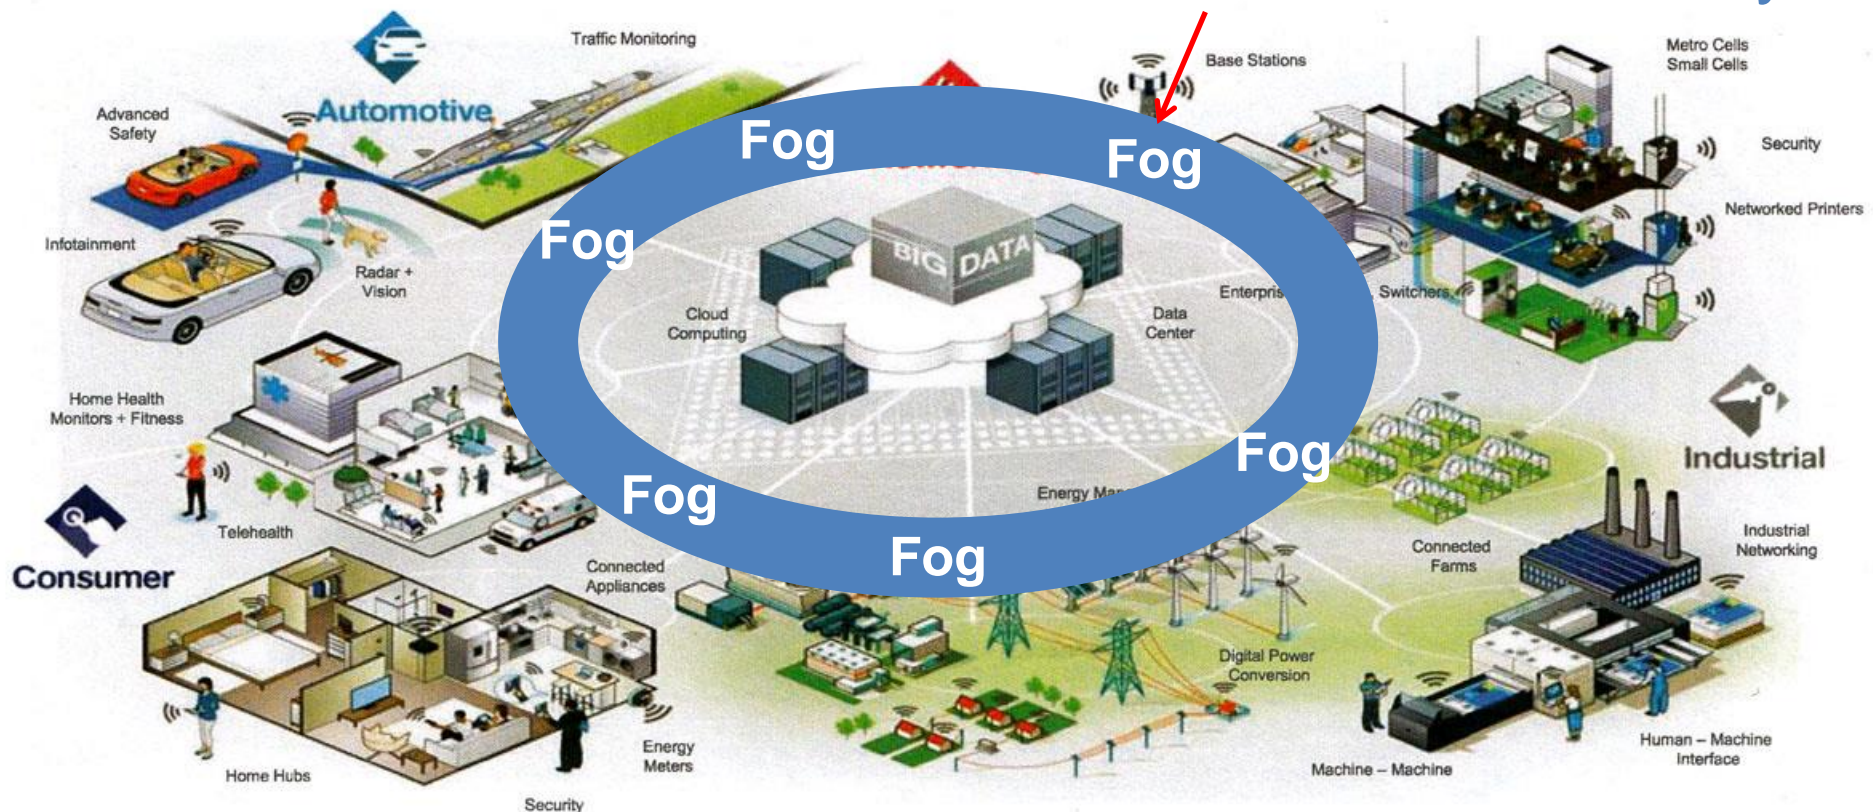 Traffic Monitoring
Base Stations
Metro Cells
Small Cells
Automotive
Advanced
Safety
Fog
Fog
Security
Networked Printers
Fog
Infotainment
Radar +
Vision
BIG DATA
Cloud
Computing
Data
Center
Switchers,
Home Health
Monitors + Fitness
Industrial
Fog
Fog
Energy
Telehealth
Consumer
Connected
Appliances
Fog
Connected
Farms
Industrial
Networking
Digital Power
Conversion
Energy
Meters
Home Hubs
Security
Machine – Machine
Human – Machine
Interface